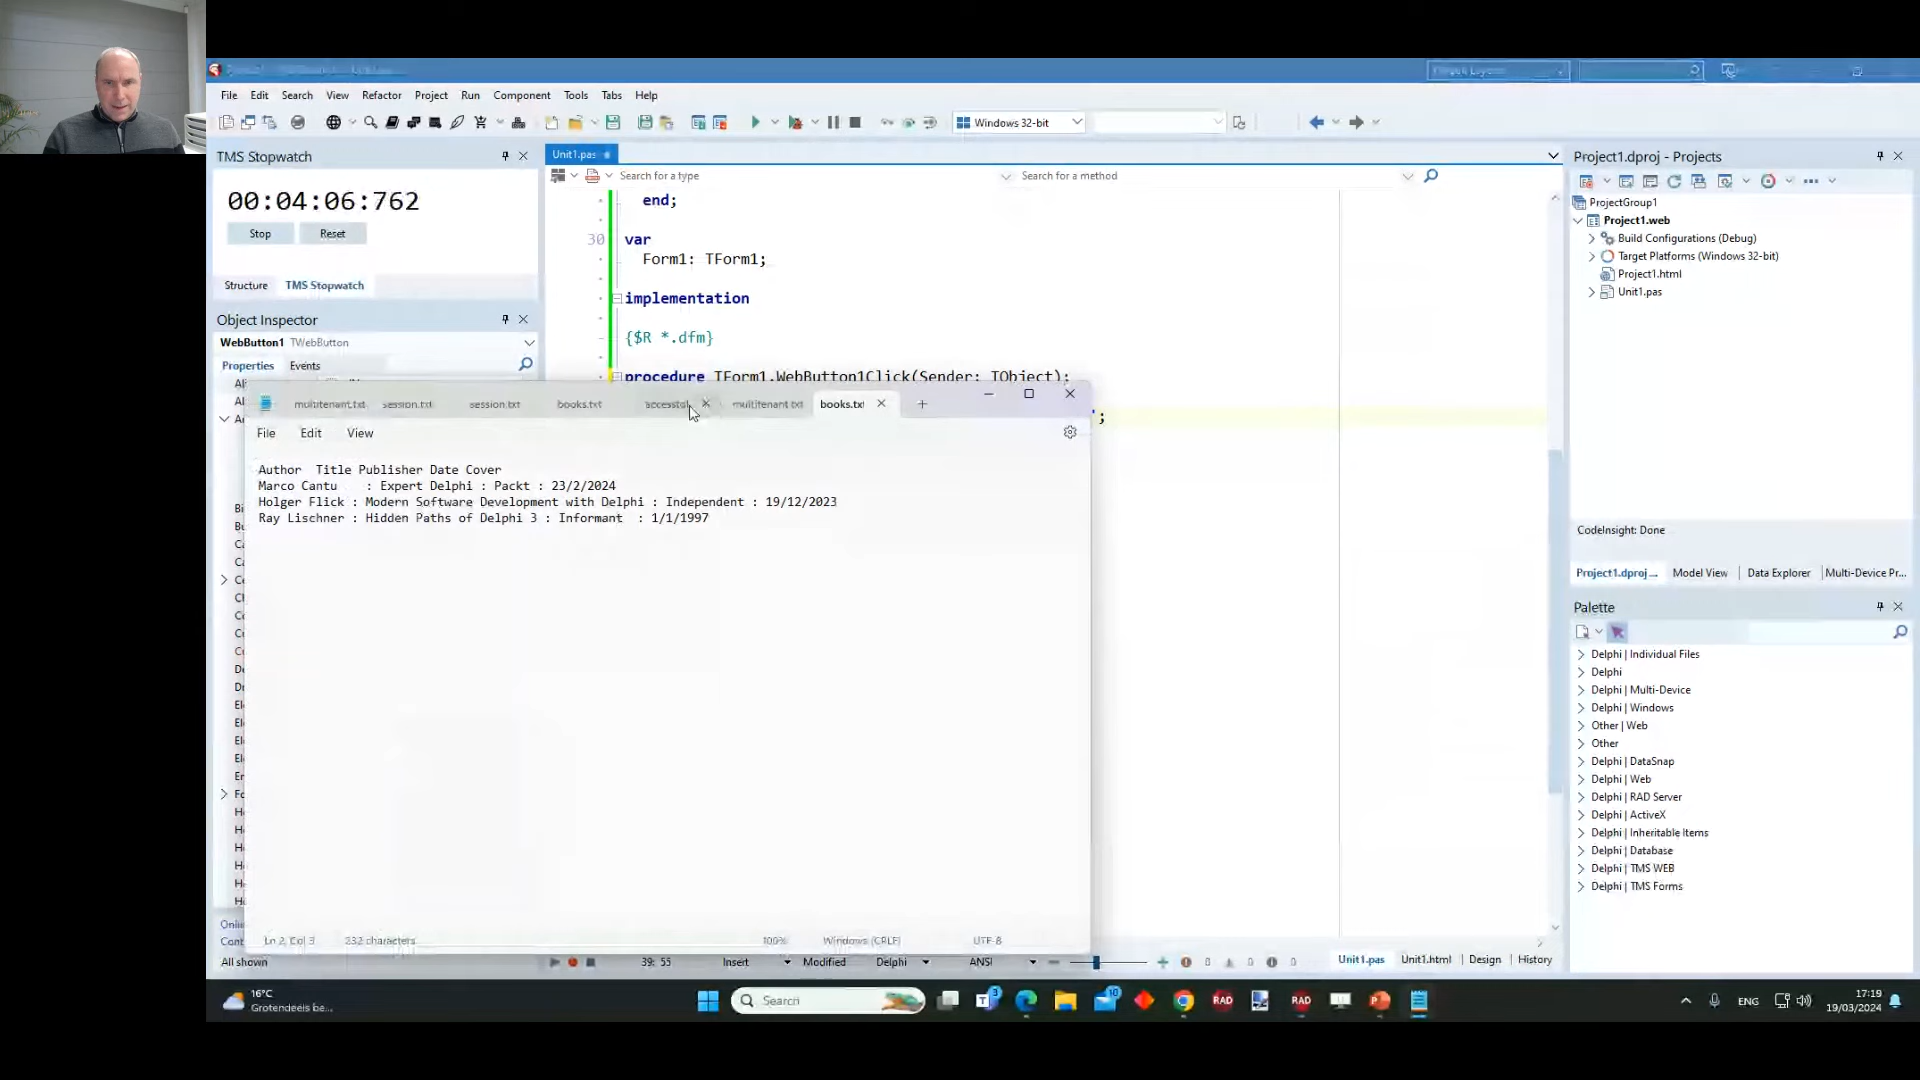 File Edit Search View Refactor Project Run Component Tools Tabs Help
Windows 32-bit
TMS Stopwatch
00:04:06:762
Stop Reset
Structure TMS Stopwatch
Object Inspector
WebButton1 TWebButton
Properties Events
Unit1.pas
Search for a type Search for a method
end;
30 var
Form1: TForm1;
implementation
{$R *.dfm}
procedure TForm1.WebButton1Click(Sender: TObject);
';
multitenant.txt session.txt session.txt books.txt accesstol multitenant.txt books.txt
File Edit View
Author Title Publisher Date Cover
Marco Cantu : Expert Delphi : Packt : 23/2/2024
Holger Flick : Modern Software Development with Delphi : Independent : 19/12/2023
Ray Lischner : Hidden Paths of Delphi 3 : Informant : 1/1/1997
Ln 2, Col 3 232 characters 100% Windows (CRLF) UTF-8
All shown
39: 55 Insert Modified Delphi ANSI
Unit1.pas Unit1.html Design History
Project1.dproj - Projects
ProjectGroup1
Project1.web
Build Configurations (Debug)
Target Platforms (Windows 32-bit)
Project1.html
Unit1.pas
CodeInsight: Done
Project1.dproj... Model View Data Explorer Multi-Device Pr...
Palette
Delphi | Individual Files
Delphi
Delphi | Multi-Device
Delphi | Windows
Other | Web
Other
Delphi | DataSnap
Delphi | Web
Delphi | RAD Server
Delphi | ActiveX
Delphi | Inheritable Items
Delphi | Database
Delphi | TMS WEB
Delphi | TMS Forms
16°C
Grotendeels be...
Search
RAD RAD
ENG
17:19
19/03/2024